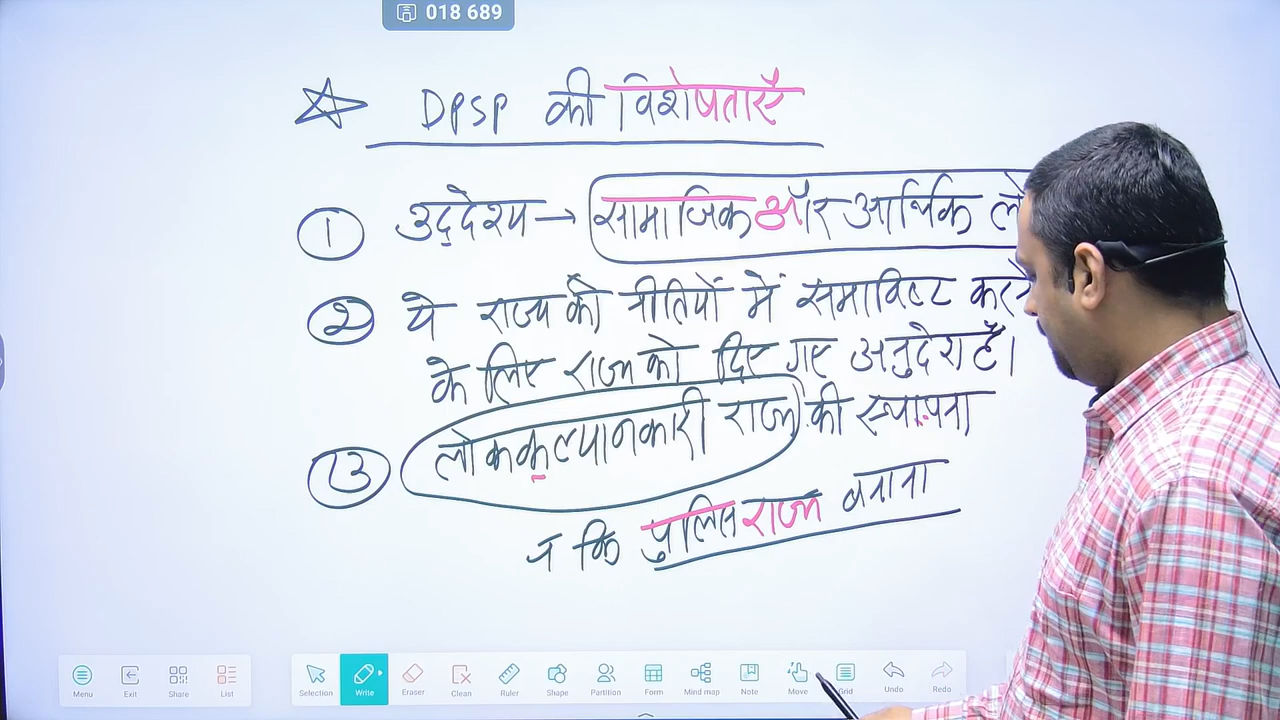 018 689
DPSP की विशेषताएँ
① उद्देश्य → सामाजिक और आर्थिक लो
② ये राज्य की नीतियों में समाविष्ट करने
के लिए राज्य को दिए गए अनुदेश हैं।
③ लोककल्यानकारी राज्य की स्थापना
न कि पुलिस राज्य बनाना
Menu Exit Share List Selection Write Eraser Clean Ruler Shape Partition Form Mind map Note Move Grid Undo Redo